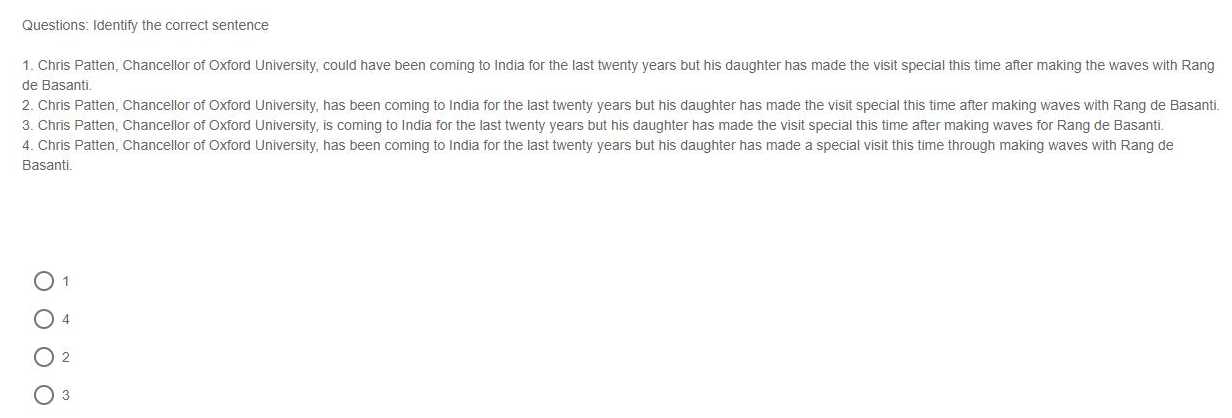 Questions: Identify the correct sentence
1. Chris Patten, Chancellor of Oxford University, could have been coming to India for the last twenty years but his daughter has made the visit special this time after making the waves with Rang
de Basanti.
2. Chris Patten, Chancellor of Oxford University, has been coming to India for the last twenty years but his daughter has made the visit special this time after making waves with Rang de Basanti.
3. Chris Patten, Chancellor of Oxford University, is coming to India for the last twenty years but his daughter has made the visit special this time after making waves for Rang de Basanti.
4. Chris Patten, Chancellor of Oxford University, has been coming to India for the last twenty years but his daughter has made a special visit this time through making waves with Rang de
Basanti.
1
4
2
3